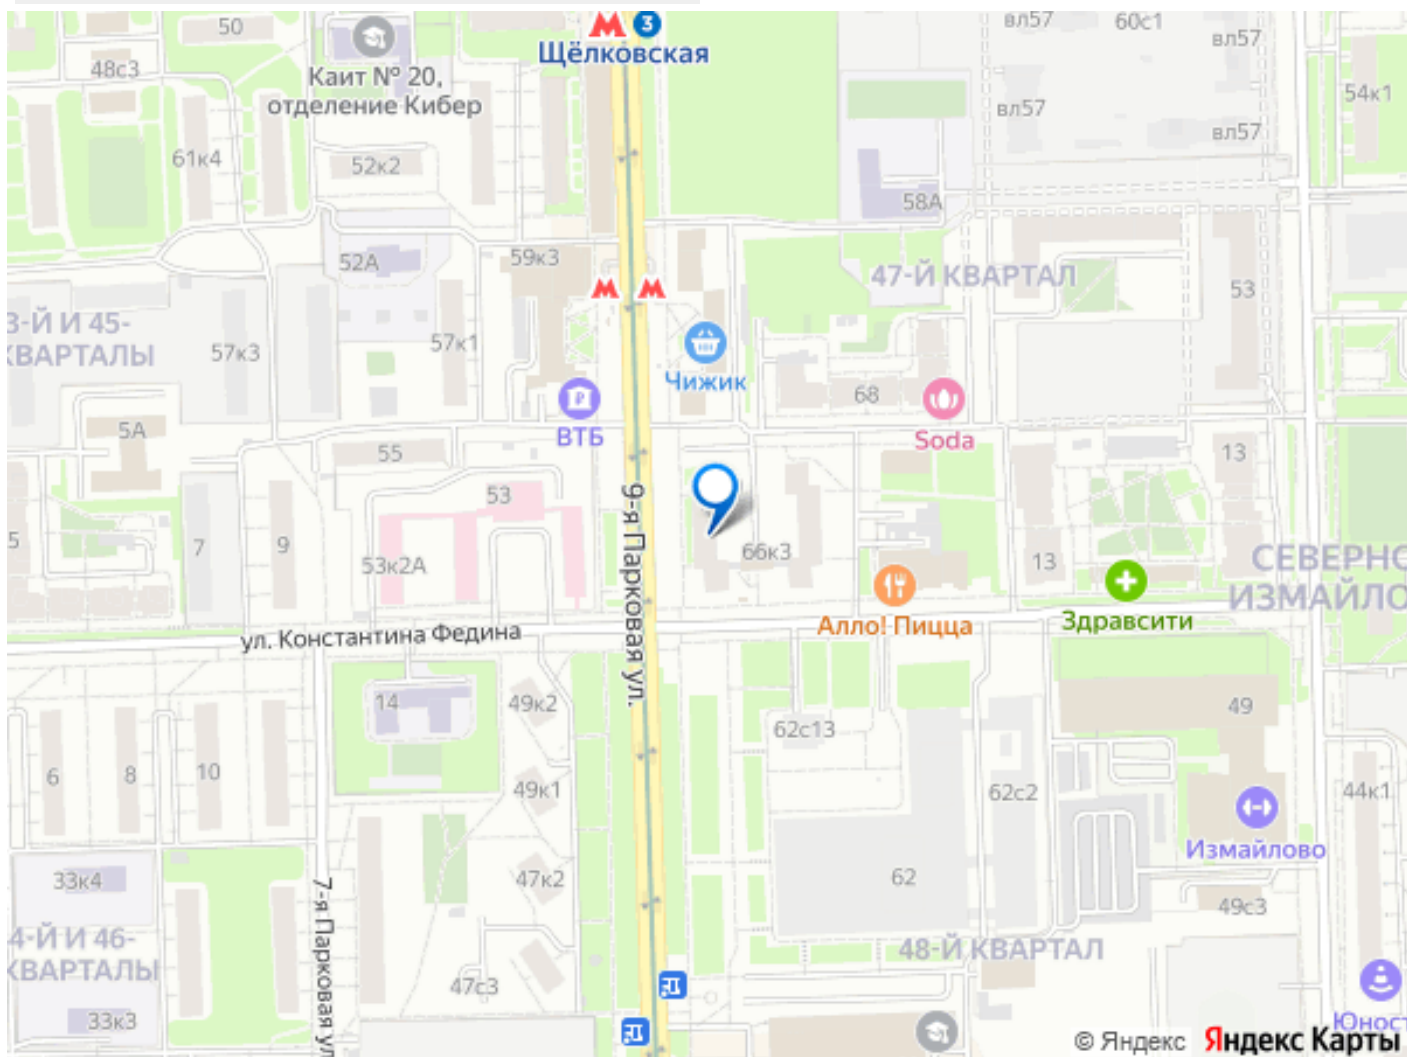 50
3
вл57
60с1
вл57
Щёлковская
48с3
Каит № 20,
отделение Кибер
54к1
вл57
вл57
61к4
52к2
58А
52А
59к3
47-Й КВАРТАЛ
53
3-Й И 45-
КВАРТАЛЫ
57к3
57к1
Чижик
68
ВТБ
Soda
5А
55
13
53
9-я Парковая ул.
5
7
9
53к2А
66к3
13
СЕВЕРНО
ИЗМАЙЛО
ул. Константина Федина
Алло! Пицца
Здравсити
14
49к2
62с13
49
6
8
10
49к1
62с2
44к1
Измайлово
33к4
7-я Парковая ул
47к2
62
49с3
4-Й И 46-
КВАРТАЛЫ
48-Й КВАРТАЛ
47с3
33к3
Юност
© Яндекс Яндекс Карты